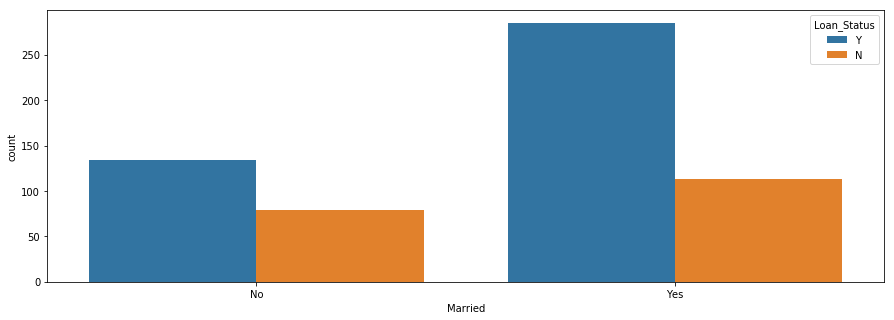 Loan_Status
Y
N
250
200
150
100
50
0
count
No
Yes
Married